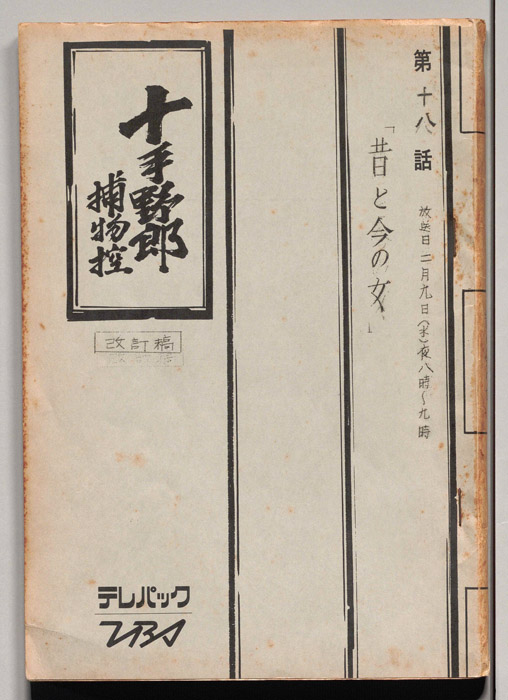 第十八話
放送日 二月九日(水)夜八時~九時
「昔と今の女」
十手野郎
捕物控
改訂稿
テレパック
TBS